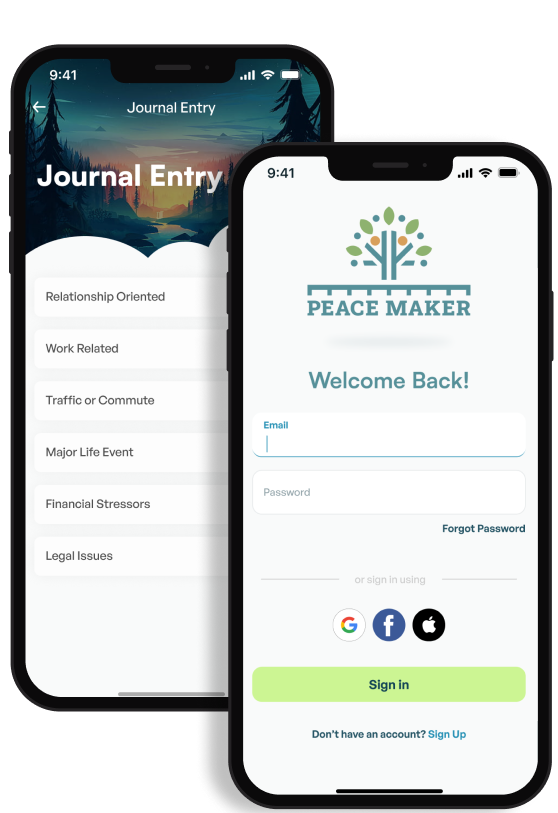 9:41
Journal Entry
Journal Entry
Relationship Oriented
Work Related
Traffic or Commute
Major Life Event
Financial Stressors
Legal Issues
9:41
PEACE MAKER
Welcome Back!
Email
Password
Forgot Password
or sign in using
Sign in
Don't have an account? Sign Up